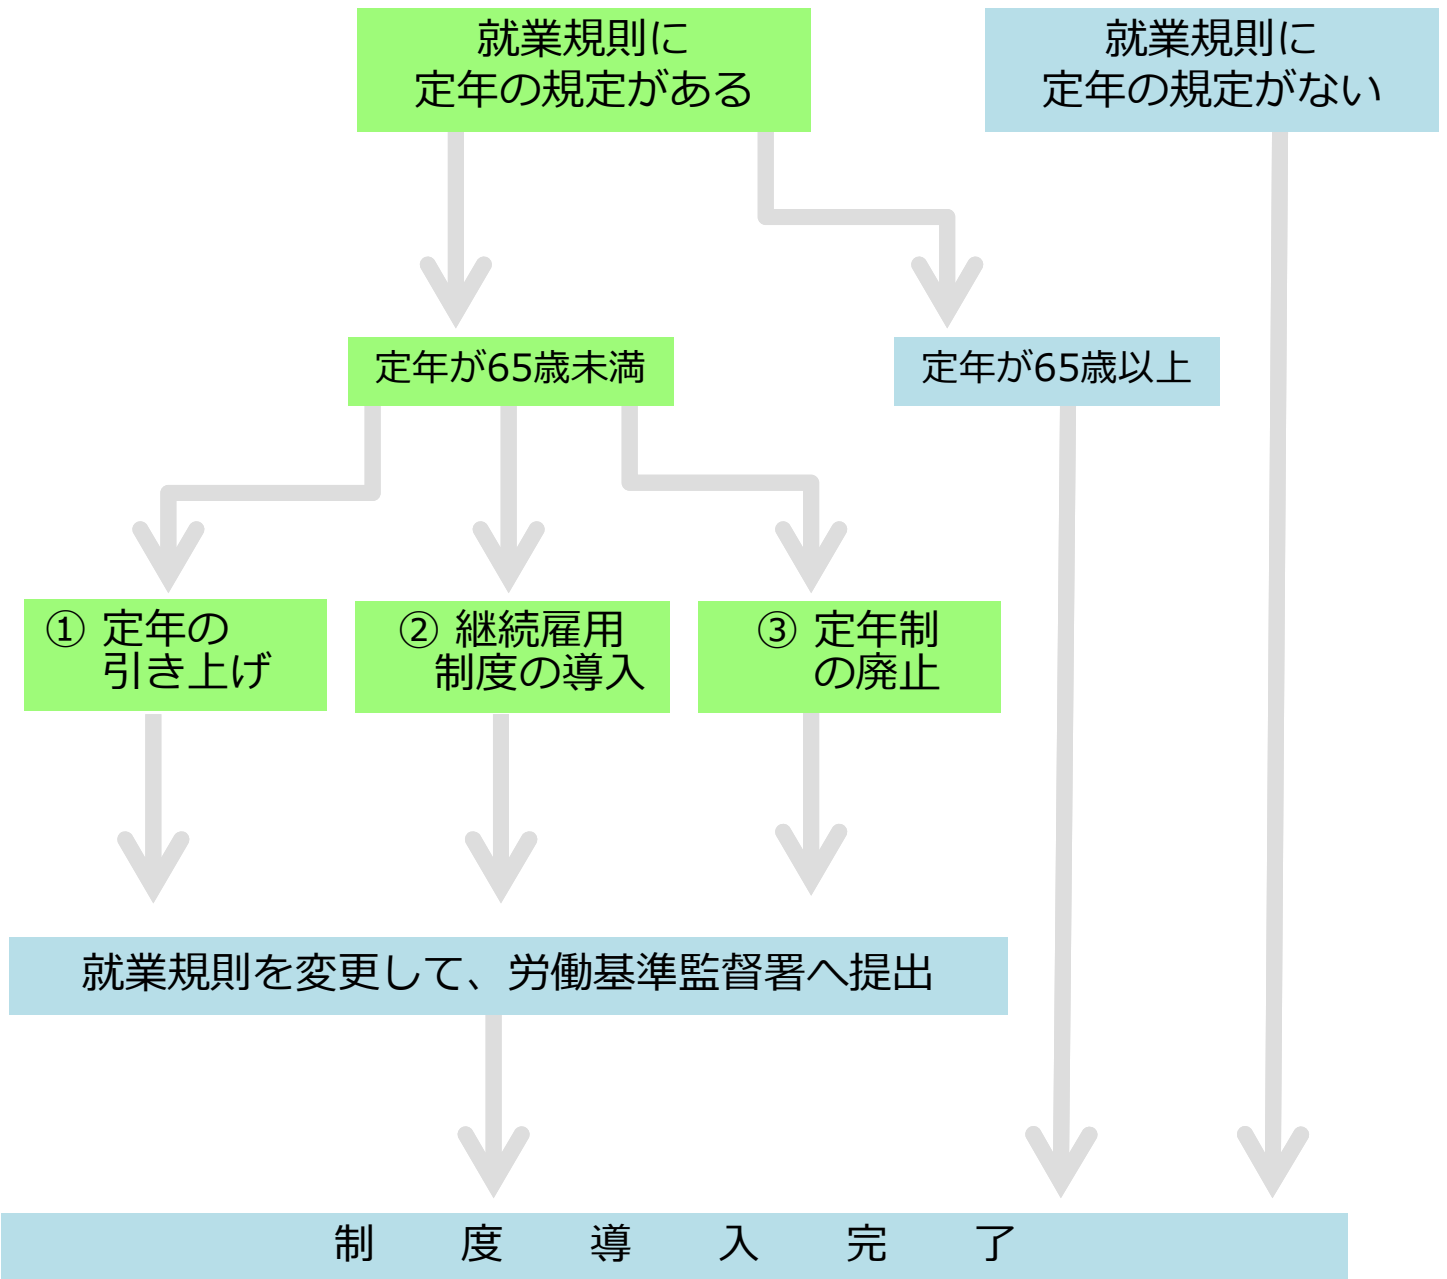 就業規則に
定年の規定がある
就業規則に
定年の規定がない
定年が65歳未満
定年が65歳以上
① 定年の
引き上げ
② 継続雇用
制度の導入
③ 定年制
の廃止
就業規則を変更して、労働基準監督署へ提出
制　度　導　入　完　了